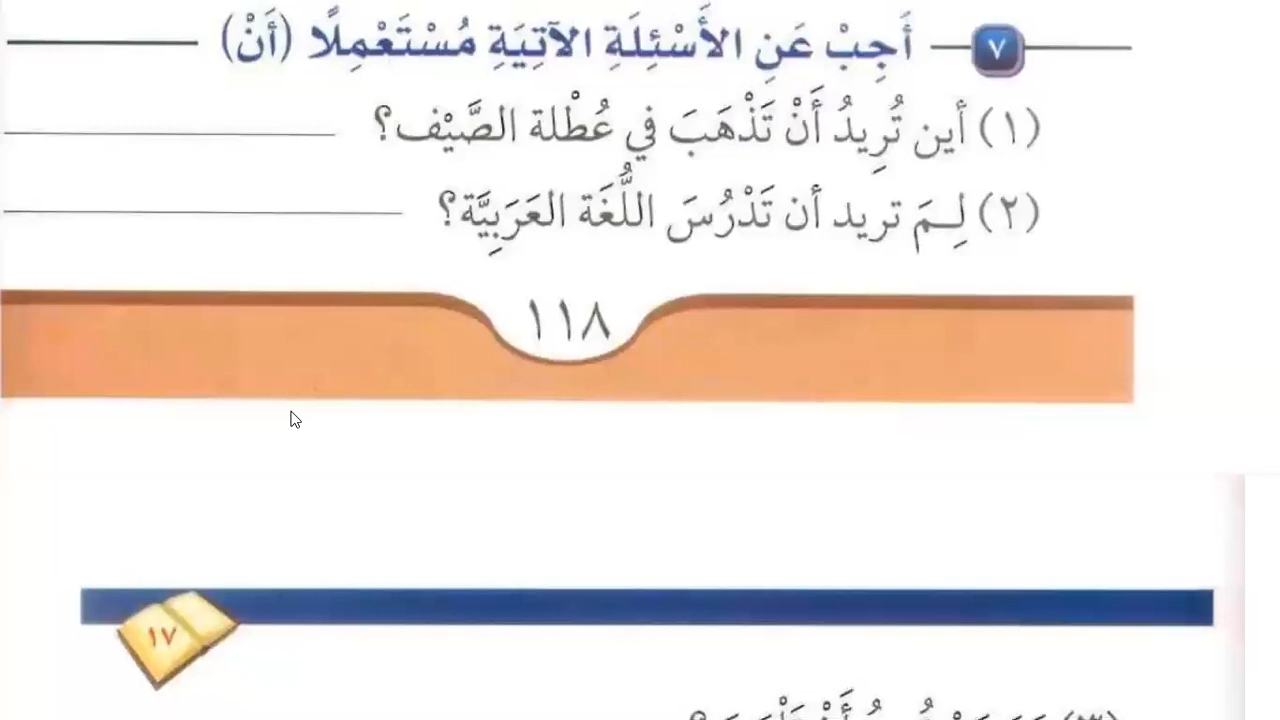 ٧ أَجِبْ عَنِ الأَسْئِلَةِ الآتِيَةِ مُسْتَعْمِلًا (أَنْ)
(١) أين تُرِيدُ أَنْ تَذْهَبَ في عُطْلة الصَّيْف؟
(٢) لِـمَ تريد أن تَدْرُسَ اللُّغَة العَرَبِيَّة؟
١١٨
١٧